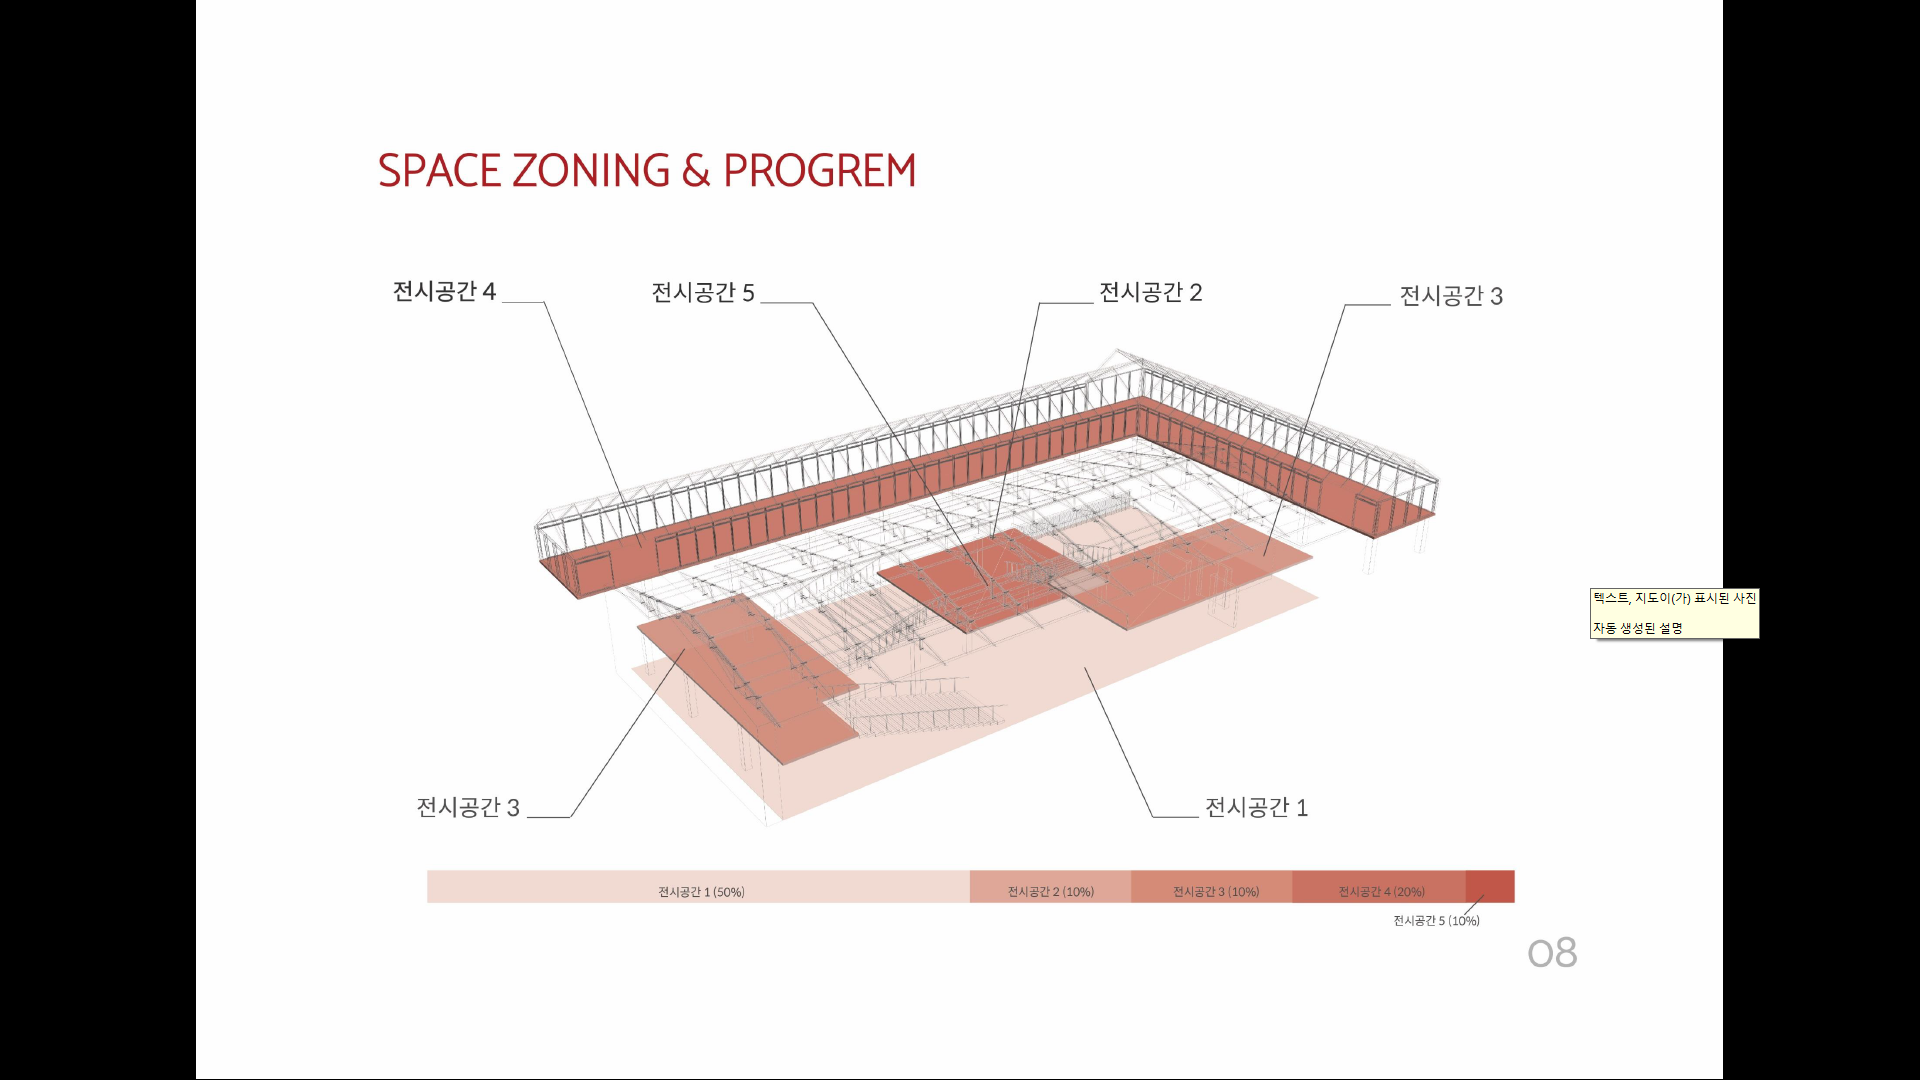 SPACE ZONING & PROGREM
전시공간 4
전시공간 5
전시공간 2
전시공간 3
텍스트, 지도이(가) 표시된 사진
자동 생성된 설명
전시공간 3
전시공간 1
전시공간 1 (50%)
전시공간 2 (10%)
전시공간 3 (10%)
전시공간 4 (20%)
전시공간 5 (10%)
08